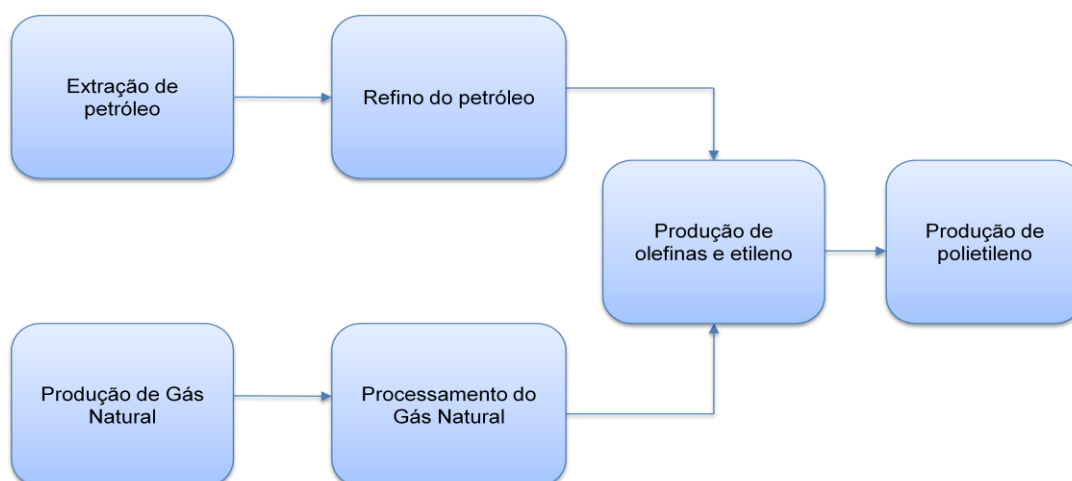 Extração de
petróleo
Refino do petróleo
Produção de
olefinas e etileno
Produção de
polietileno
Produção de Gás
Natural
Processamento do
Gás Natural